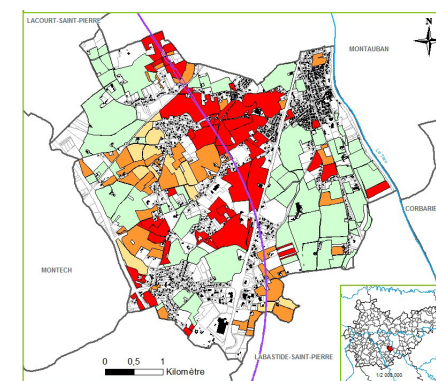 LACOURT-SAINT-PIERRE
MONTAUBAN
N
CORBARIE
MONTECH
LABASTIDE-SAINT-PIERRE
0 0,5 1
Kilomètre